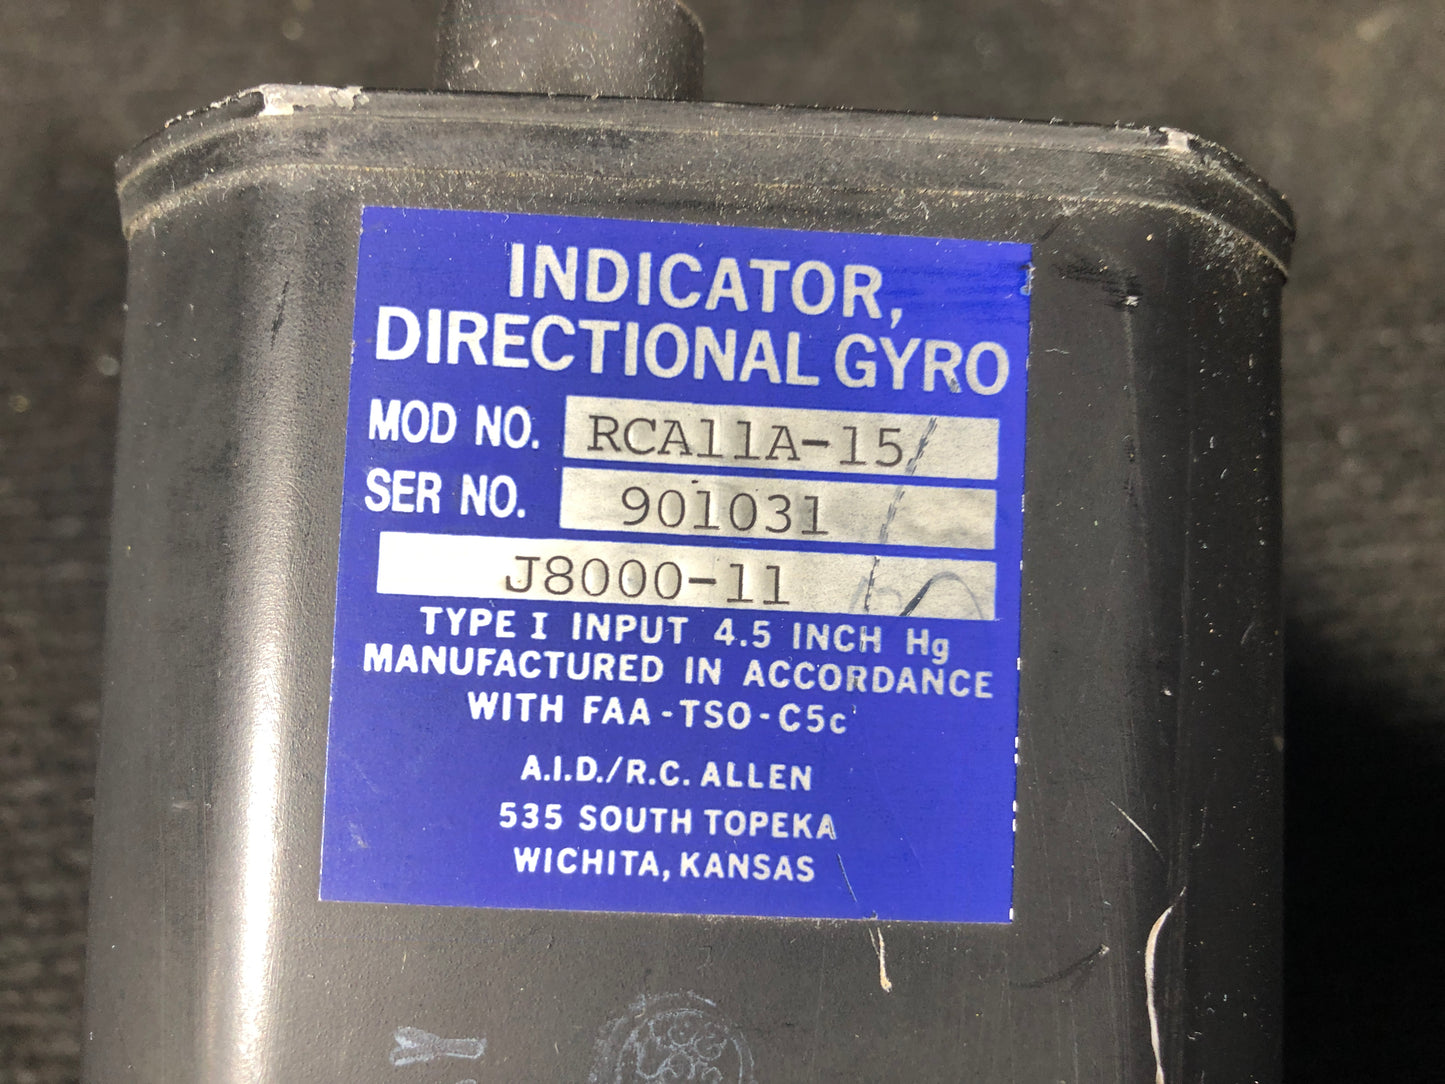 INDICATOR,
DIRECTIONAL GYRO
MOD NO. RCA11A-15
SER NO. 901031
J8000-11
TYPE I INPUT 4.5 INCH Hg
MANUFACTURED IN ACCORDANCE
WITH FAA-TSO-C5c
A.I.D./R.C. ALLEN
535 SOUTH TOPEKA
WICHITA, KANSAS